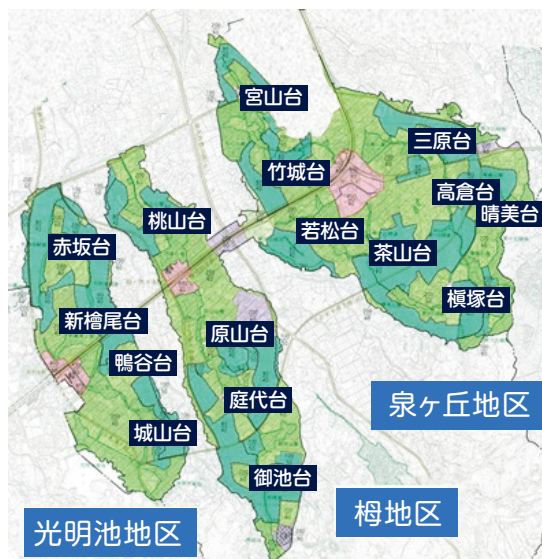 宮山台
三原台
竹城台
高倉台
晴美台
桃山台
若松台
赤坂台
茶山台
槇塚台
新檜尾台
原山台
鴨谷台
庭代台
泉ヶ丘地区
城山台
御池台
栂地区
光明池地区